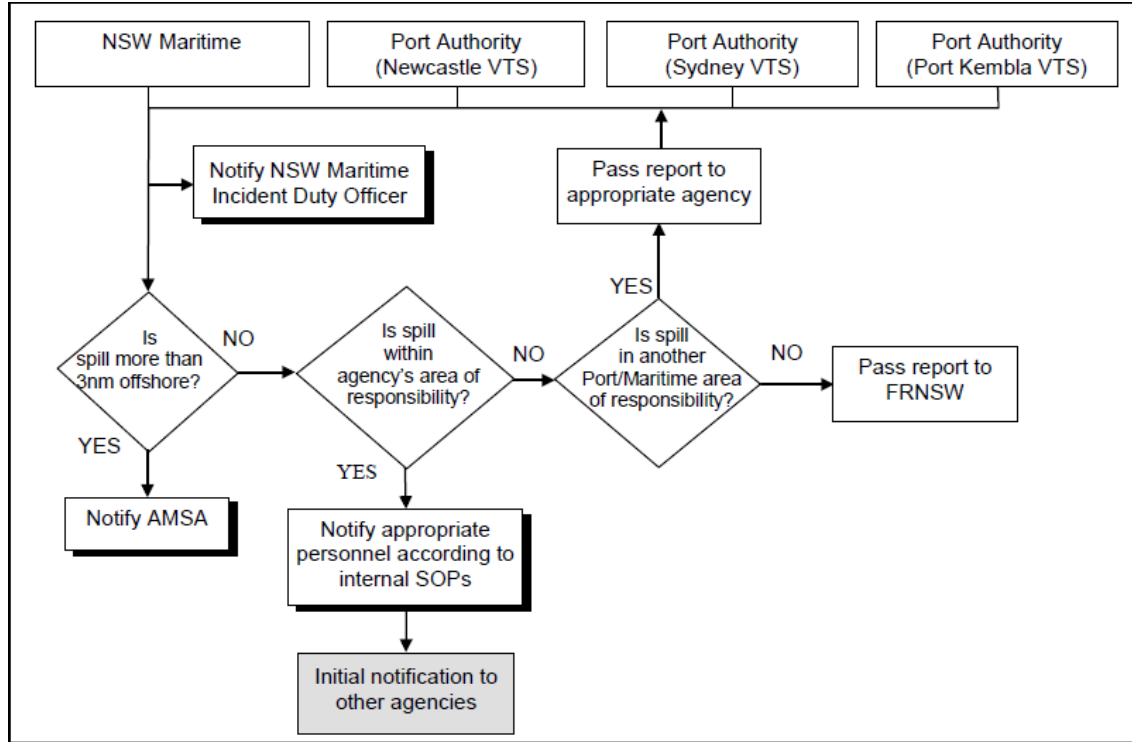 NSW Maritime
Port Authority
(Newcastle VTS)
Port Authority
(Sydney VTS)
Port Authority
(Port Kembla VTS)
Notify NSW Maritime
Incident Duty Officer
Pass report to
appropriate agency
YES
Is
spill more than
3nm offshore?
NO
Is spill
within
agency's area of
responsibility?
NO
Is spill
in another
Port/Maritime area
of responsibility?
NO
Pass report to
FRNSW
YES
YES
Notify AMSA
Notify appropriate
personnel according to
internal SOPs
Initial notification to
other agencies